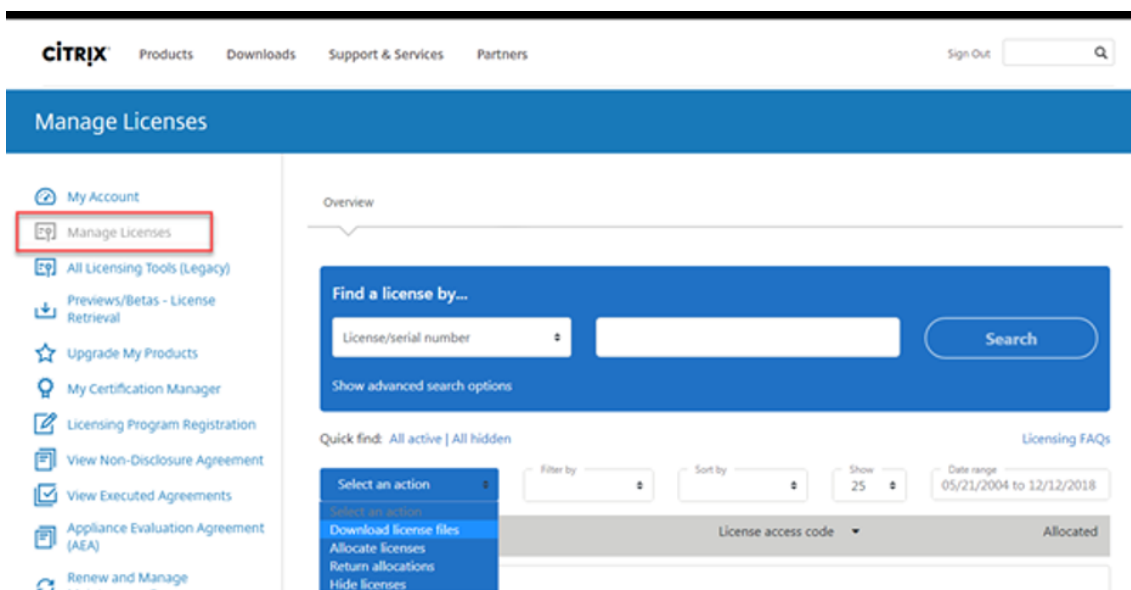 CİTRIX Products Downloads Support & Services Partners Sign Out
Manage Licenses
My Account
Manage Licenses
All Licensing Tools (Legacy)
Previews/Betas - License
Retrieval
Upgrade My Products
My Certification Manager
Licensing Program Registration
View Non-Disclosure Agreement
View Executed Agreements
Appliance Evaluation Agreement
(AEA)
Renew and Manage
Overview
Find a license by...
License/serial number
Search
Show advanced search options
Quick find: All active | All hidden
Licensing FAQs
Select an action
Filter by
Sort by
Show
25
Date range
05/21/2004 to 12/12/2018
Select an action
Download license files
Allocate licenses
Return allocations
Hide licenses
License access code
Allocated